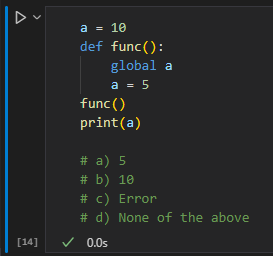 a = 10
def func():
    global a
    a = 5
func()
print(a)

# a) 5
# b) 10
# c) Error
# d) None of the above
[14]
0.0s